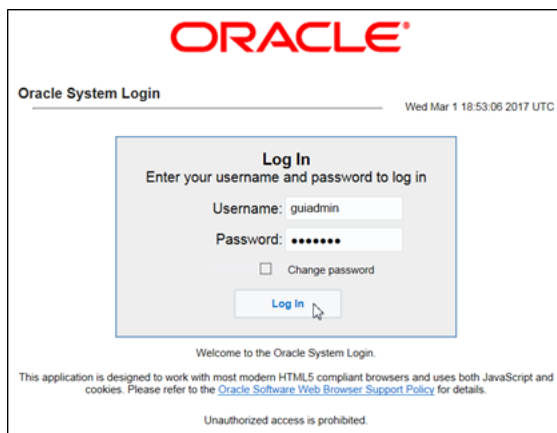 ORACLE®
Oracle System Login
Wed Mar 1 18:53:06 2017 UTC
Log In
Enter your username and password to log in
Username: guiadmin
Password: •••••••
Change password
Log In
Welcome to the Oracle System Login.
This application is designed to work with most modern HTML5 compliant browsers and uses both JavaScript and
cookies. Please refer to the Oracle Software Web Browser Support Policy for details.
Unauthorized access is prohibited.